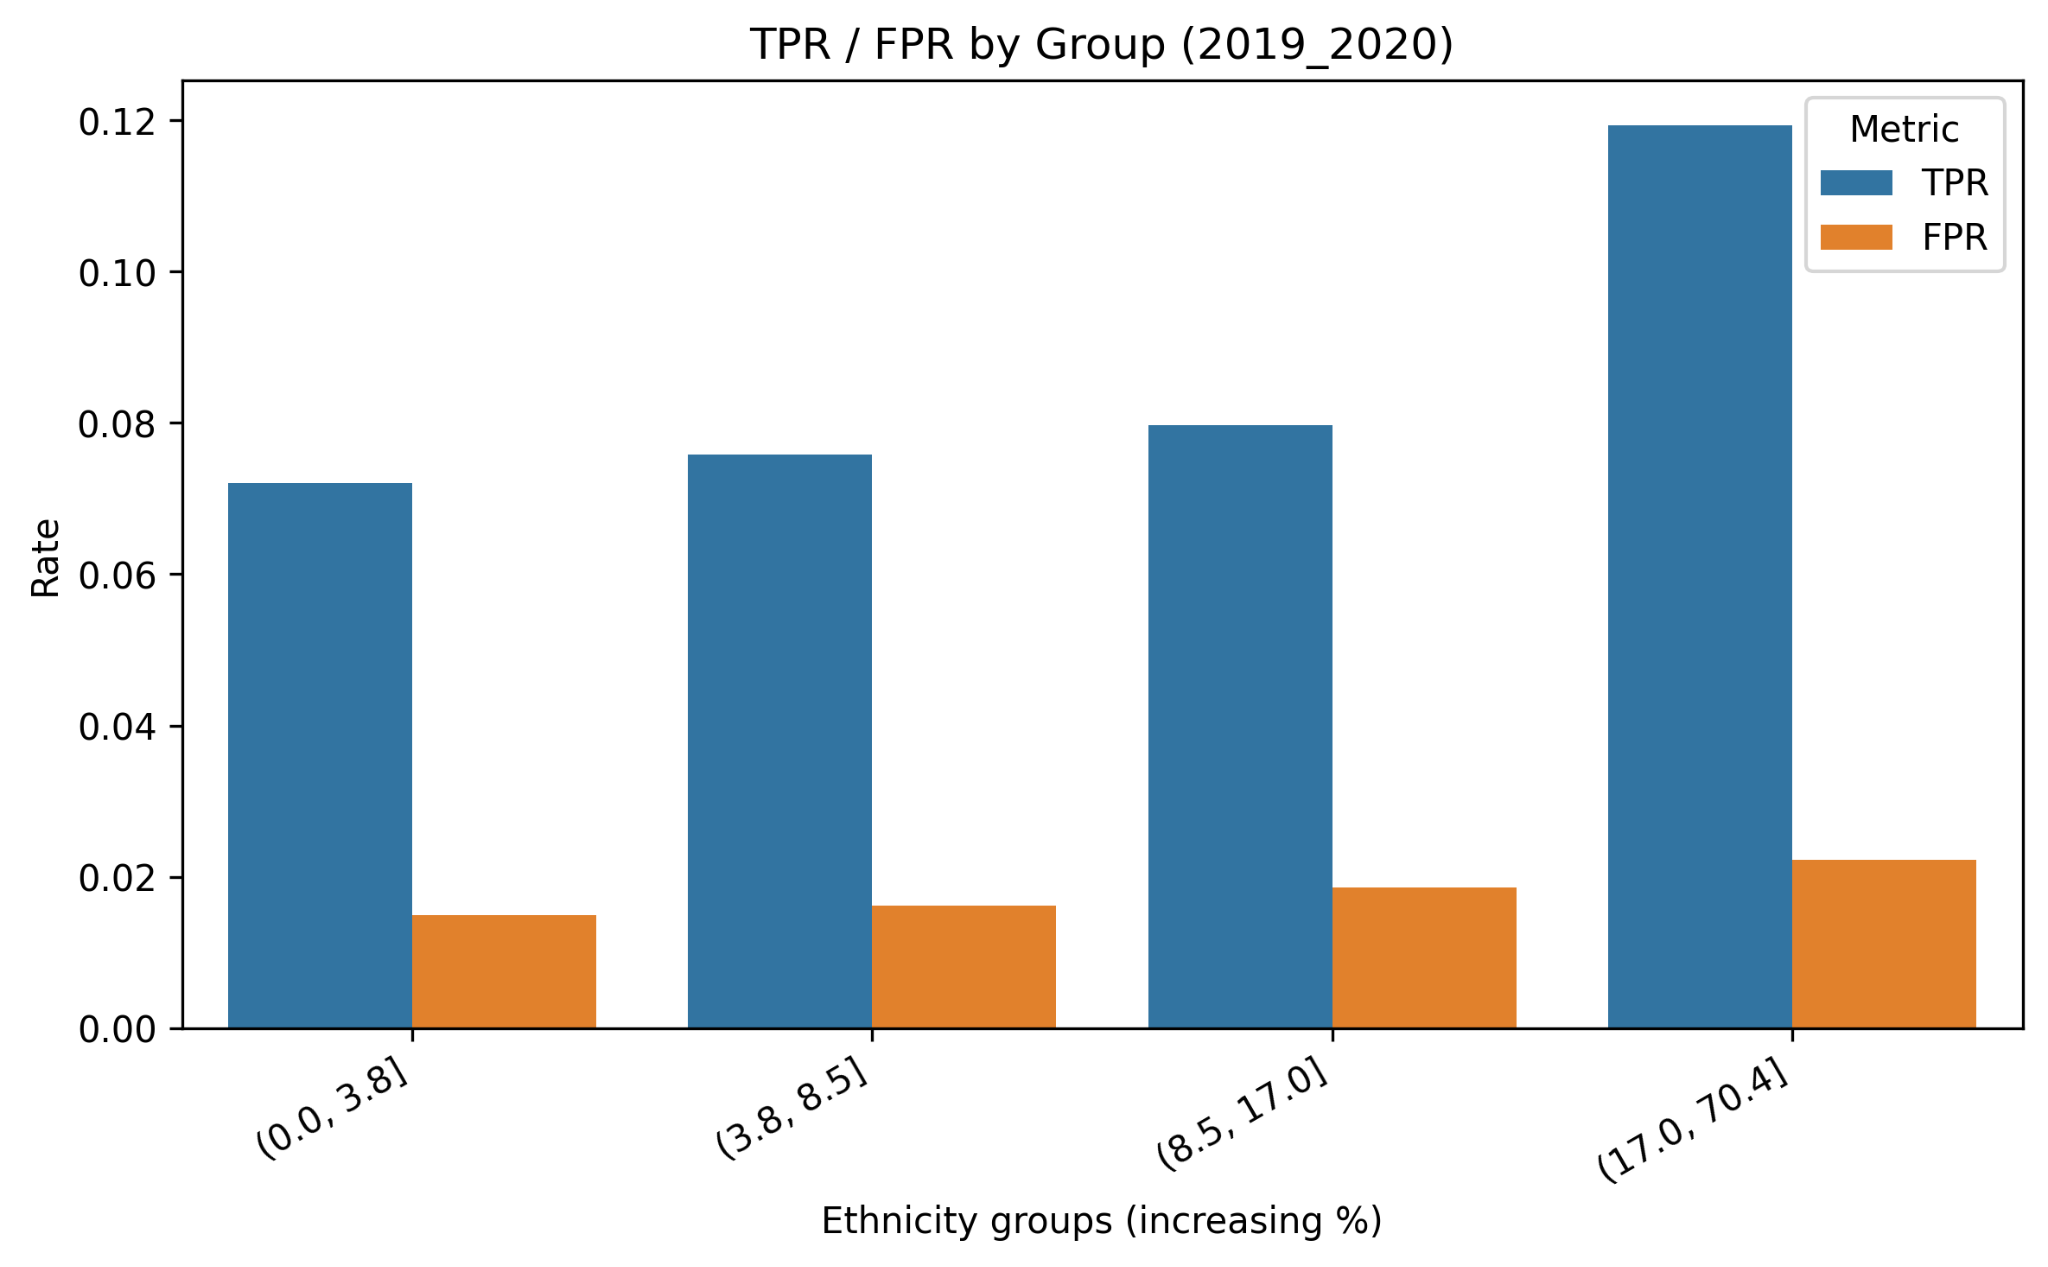 TPR / FPR by Group (2019_2020)
Metric
TPR
FPR
Rate
0.12
0.10
0.08
0.06
0.04
0.02
0.00
(0.0, 3.8]
(3.8, 8.5]
(8.5, 17.0]
(17.0, 70.4]
Ethnicity groups (increasing %)